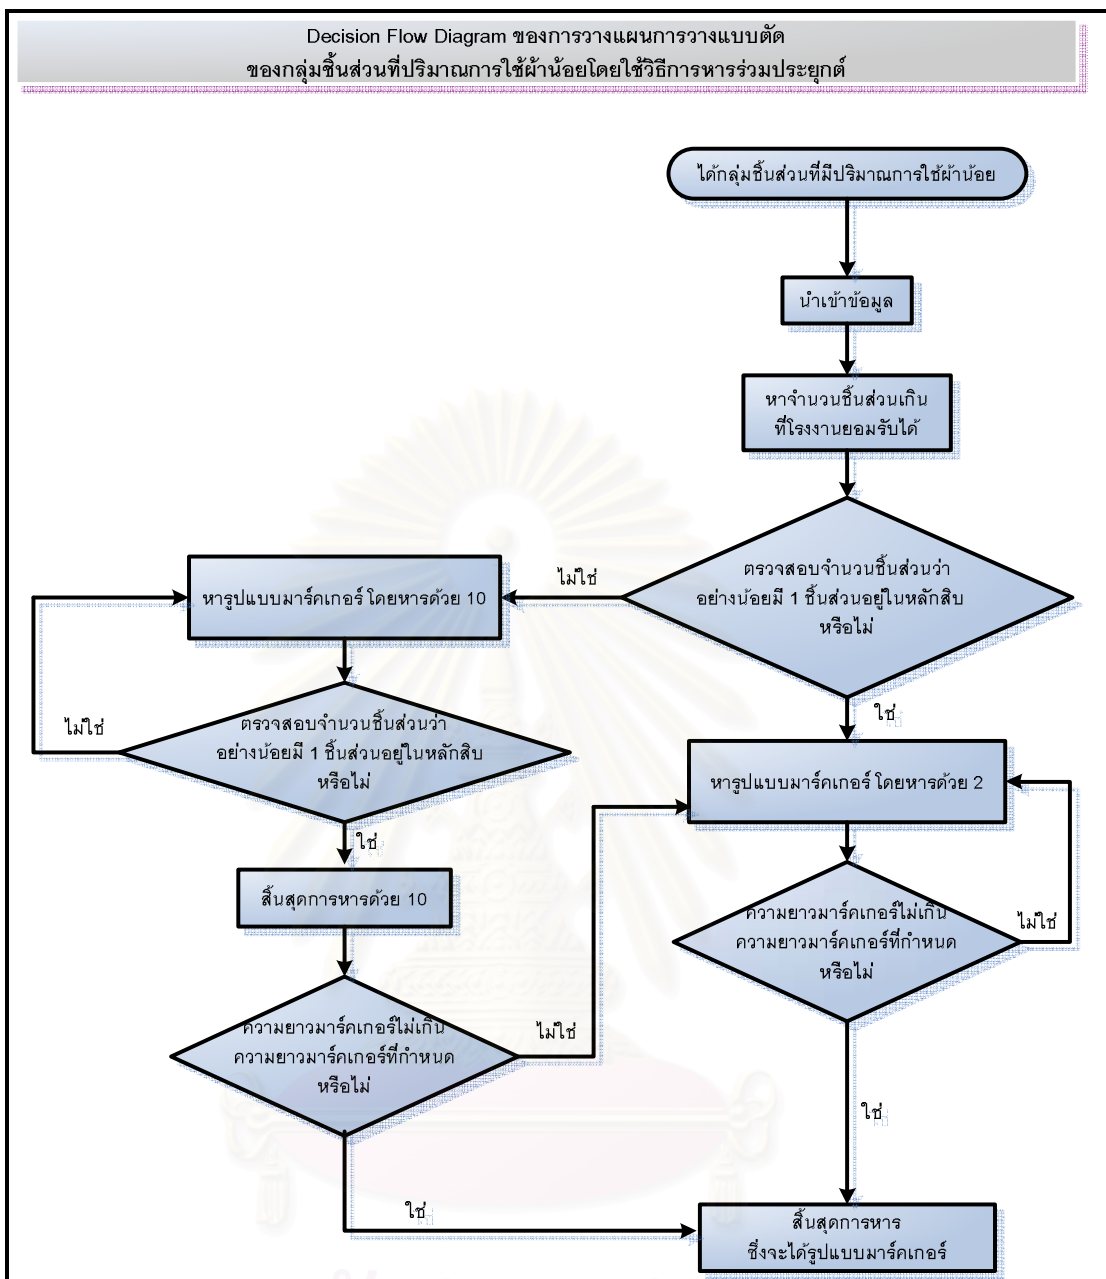 Decision Flow Diagram ของการวางแผนการวางแบบตัด
ของกลุ่มชิ้นส่วนที่ปริมาณการใช้ผ้าน้อยโดยใช้วิธีการหารร่วมประยุกต์
ได้กลุ่มชิ้นส่วนที่มีปริมาณการใช้ผ้าน้อย
นำเข้าข้อมูล
หาจำนวนชิ้นส่วนเกิน
ที่โรงงานยอมรับได้
ตรวจสอบจำนวนชิ้นส่วนว่า
อย่างน้อยมี 1 ชิ้นส่วนอยู่ในหลักสิบ
หรือไม่
ไม่ใช่
หารูปแบบมาร์คเกอร์ โดยหารด้วย 10
ตรวจสอบจำนวนชิ้นส่วนว่า
อย่างน้อยมี 1 ชิ้นส่วนอยู่ในหลักสิบ
หรือไม่
ไม่ใช่
ใช่
ใช่
หารูปแบบมาร์คเกอร์ โดยหารด้วย 2
สิ้นสุดการหารด้วย 10
ความยาวมาร์คเกอร์ไม่เกิน
ความยาวมาร์คเกอร์ที่กำหนด
หรือไม่
ไม่ใช่
ความยาวมาร์คเกอร์ไม่เกิน
ความยาวมาร์คเกอร์ที่กำหนด
หรือไม่
ไม่ใช่
ใช่
ใช่
สิ้นสุดการหาร
ซึ่งจะได้รูปแบบมาร์คเกอร์